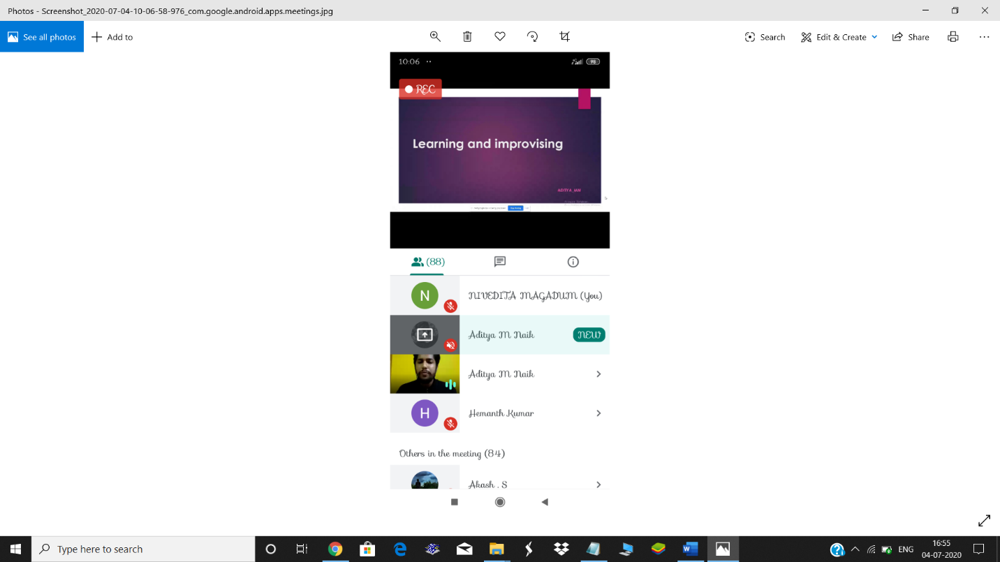 Photos - Screenshot_2020-07-04-10-06-58-976_com.google.android.apps.meetings.jpg
See all photos
Add to
Search
Edit & Create
Share
10:06
98
REC
Learning and improvising
ADITYA_MN
(88)
N
NIVEDITA MAGADUM (You)
Aditya M Naik
NEW
Aditya M Naik
H
Hemanth Kumar
Others in the meeting (84)
Akash . S
Type here to search
ENG
16:55
04-07-2020